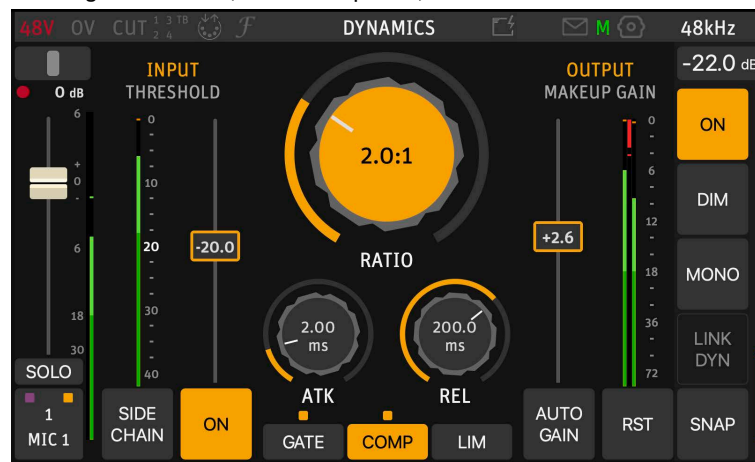 48V OV CUT 1 3 TB 2 4 F DYNAMICS M 48kHz
INPUT
THRESHOLD
OUTPUT
MAKEUP GAIN
-22.0 dB
0 dB
6
+
0
-
6
18
30
SOLO
1
MIC 1
0
10
20
30
40
-20.0
2.0:1
RATIO
2.00
ms
ATK
200.0
ms
REL
+2.6
0
6
12
18
36
72
ON
DIM
MONO
LINK
DYN
SNAP
SIDE
CHAIN
ON
GATE
COMP
LIM
AUTO
GAIN
RST